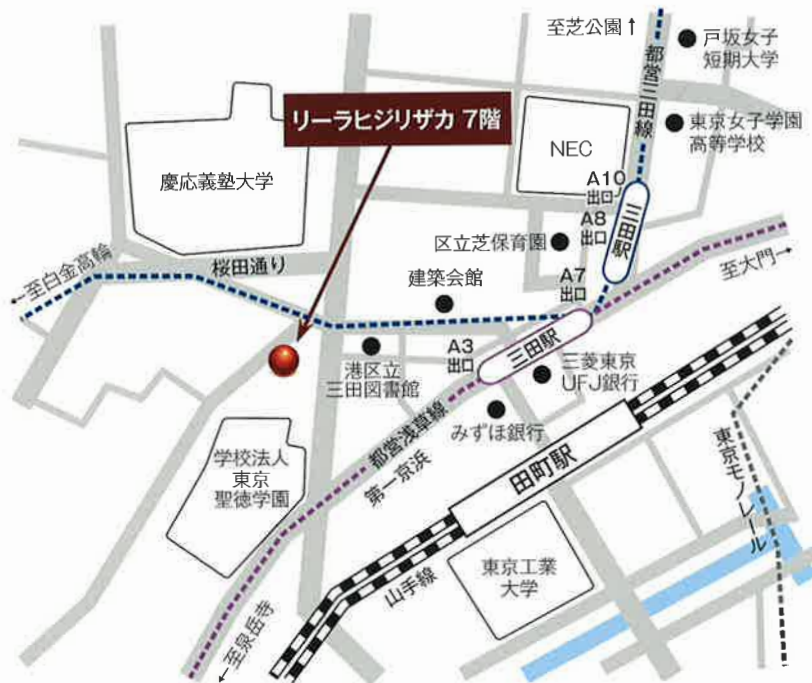 至芝公園↑
戸坂女子
短期大学
都営三田線
東京女子学園
高等学校
リーラヒジリザカ 7階
NEC
慶応義塾大学
A10
出口
A8
出口
三田駅
区立芝保育園
←至白金高輪
桜田通り
建築会館
A7
出口
至大門→
A3
出口
三田駅
三菱東京
UFJ銀行
港区立
三田図書館
みずほ銀行
都営浅草線
第一京浜
田町駅
東京モノレール
学校法人
東京
聖徳学園
山手線
東京工業
大学
←至泉岳寺